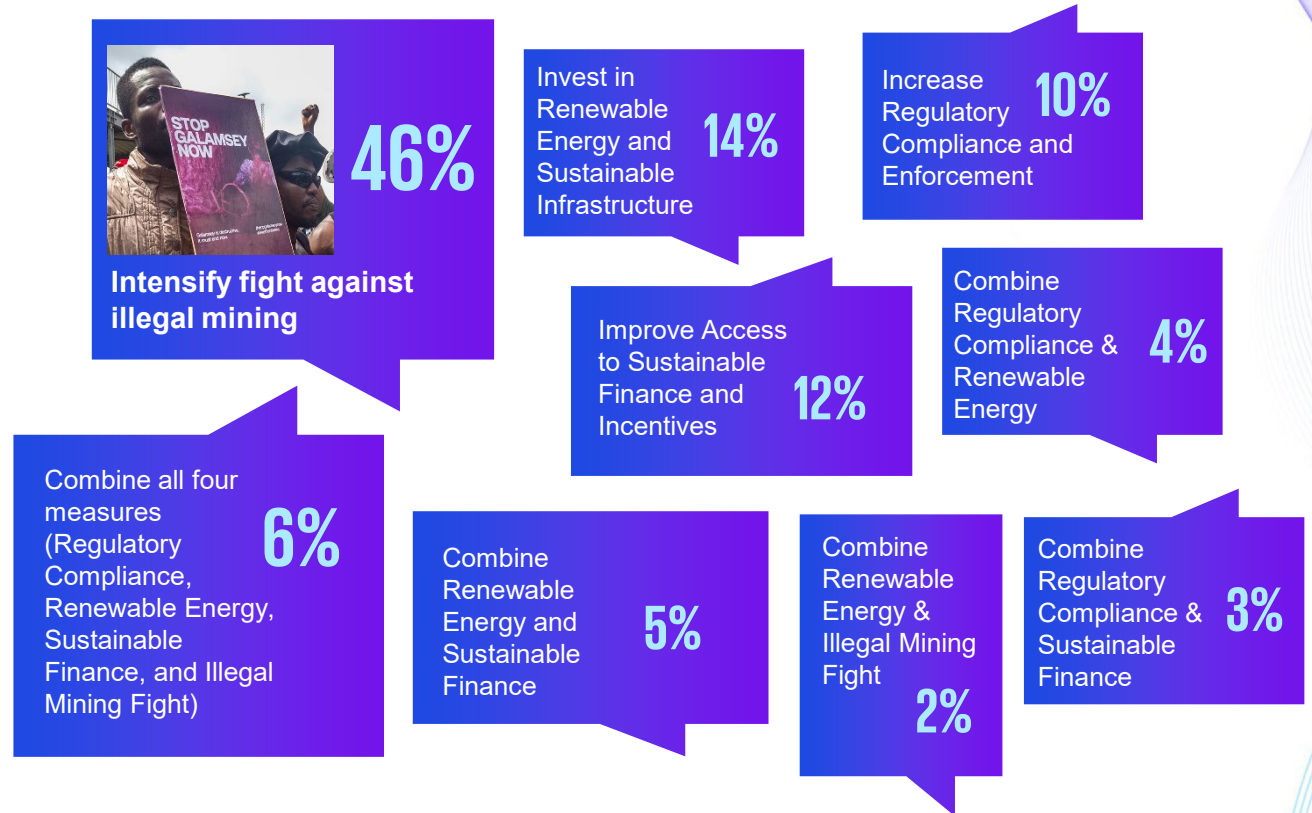 STOP
GALAMSEY
NOW
46%
Intensify fight against
illegal mining
Invest in
Renewable
Energy and
Sustainable
Infrastructure
14%
Increase
Regulatory
Compliance and
Enforcement
10%
Improve Access
to Sustainable
Finance and
Incentives
12%
Combine
Regulatory
Compliance &
Renewable
Energy
4%
Combine all four
measures
(Regulatory
Compliance,
Renewable Energy,
Sustainable
Finance, and Illegal
Mining Fight)
6%
Combine
Renewable
Energy and
Sustainable
Finance
5%
Combine
Renewable
Energy &
Illegal Mining
Fight
2%
Combine
Regulatory
Compliance &
Sustainable
Finance
3%